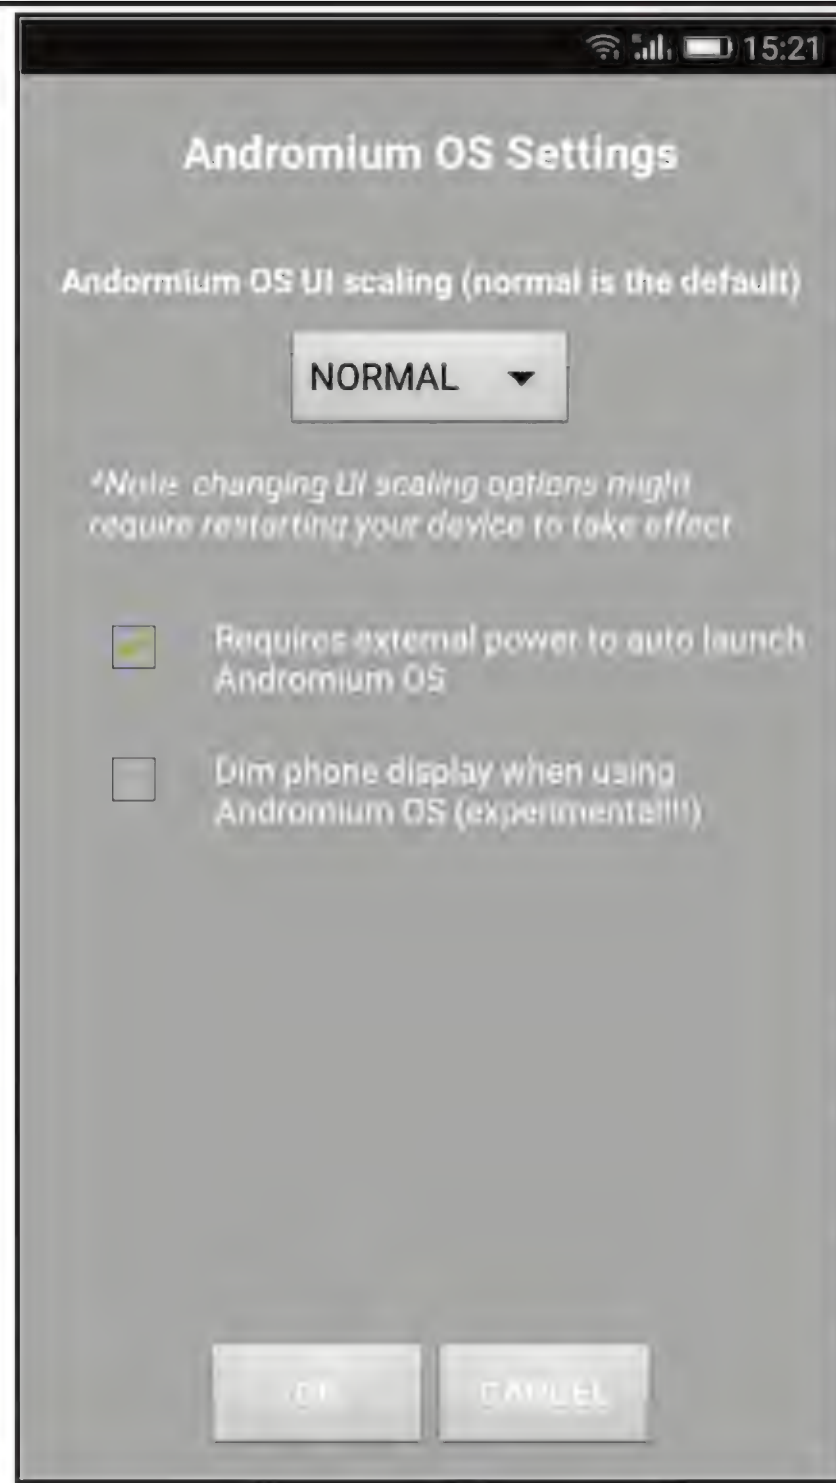 15:21
Andromium OS Settings
Andormium OS UI scaling (normal is the default)
NORMAL
*Note: changing UI scaling options might
require restarting your device to take effect
Requires external power to auto launch
Andromium OS
Dim phone display when using
Andromium OS (experimental!!!)
OK
CANCEL